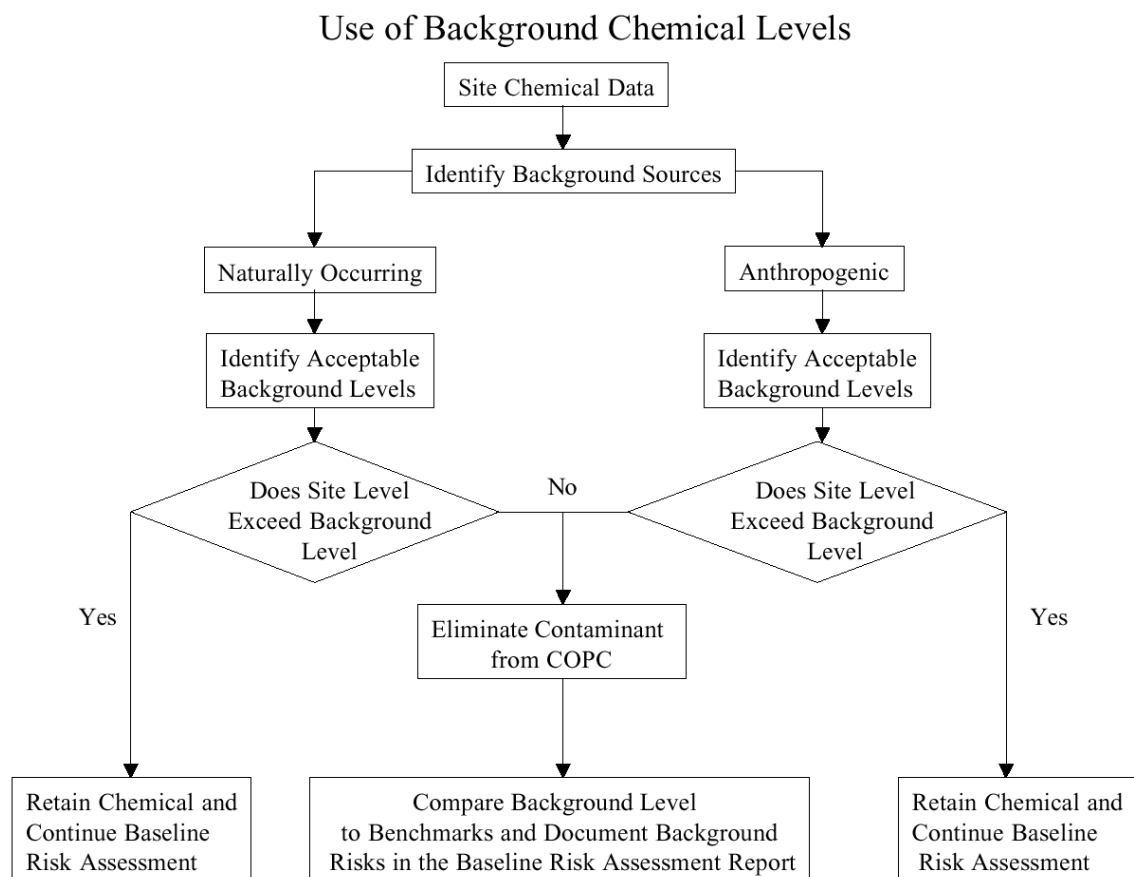 Use of Background Chemical Levels
Site Chemical Data
Identify Background Sources
Naturally Occurring
Anthropogenic
Identify Acceptable
Background Levels
Identify Acceptable
Background Levels
Does Site Level
Exceed Background
Level
No
Does Site Level
Exceed Background
Level
Yes
Eliminate Contaminant
from COPC
Yes
Retain Chemical and
Continue Baseline
Risk Assessment
Compare Background Level
to Benchmarks and Document Background
Risks in the Baseline Risk Assessment Report
Retain Chemical and
Continue Baseline
Risk Assessment